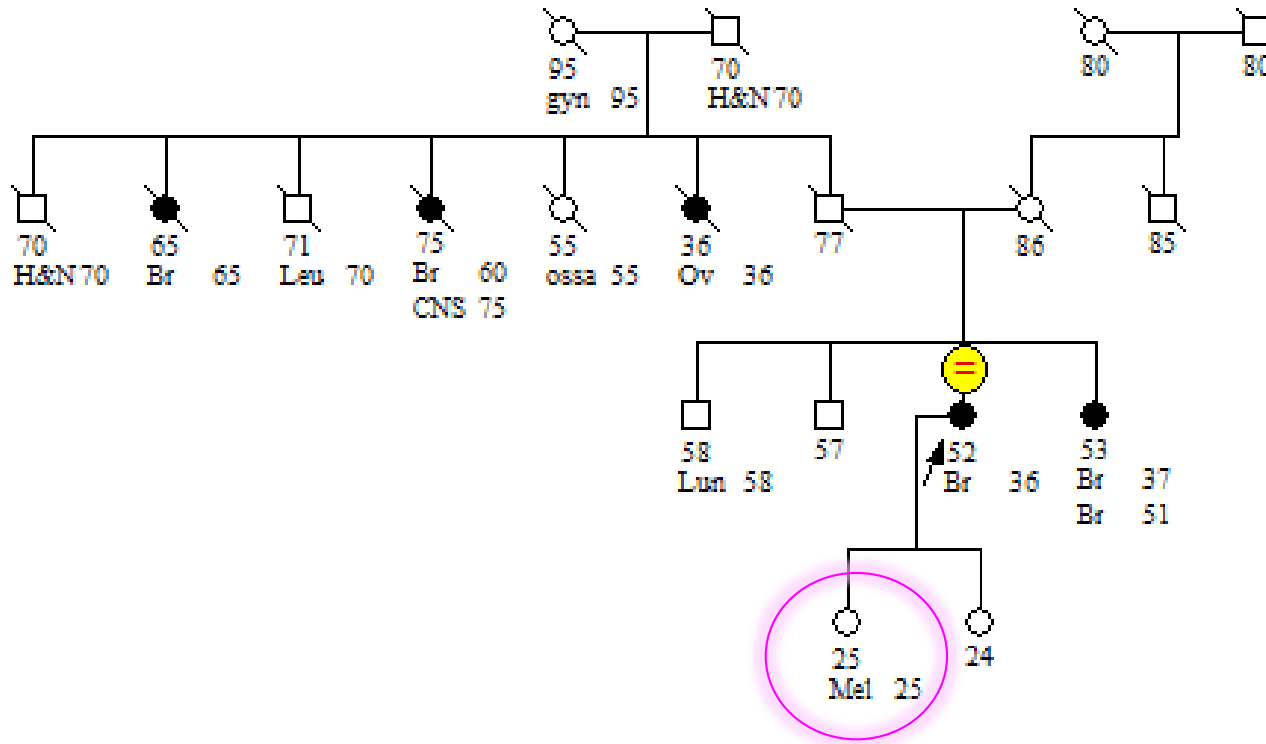 95 70 80 80
gyn 95 H&N 70
70 65 71 75 55 36 77 86 85
H&N 70 Br 65 Leu 70 Br 60 ossa 55 Ov 36
CNS 75
=
58 57 52 53
Lun 58 Br 36 Br 37
Br 51
25 24
Mel 25